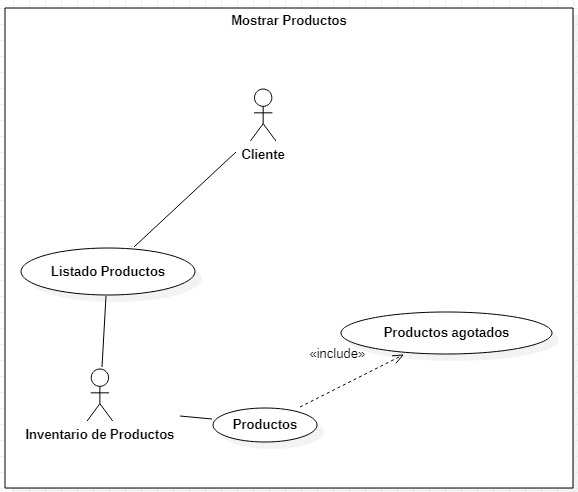 Mostrar Productos
Cliente
Listado Productos
Productos agotados
«include»
Inventario de Productos
Productos